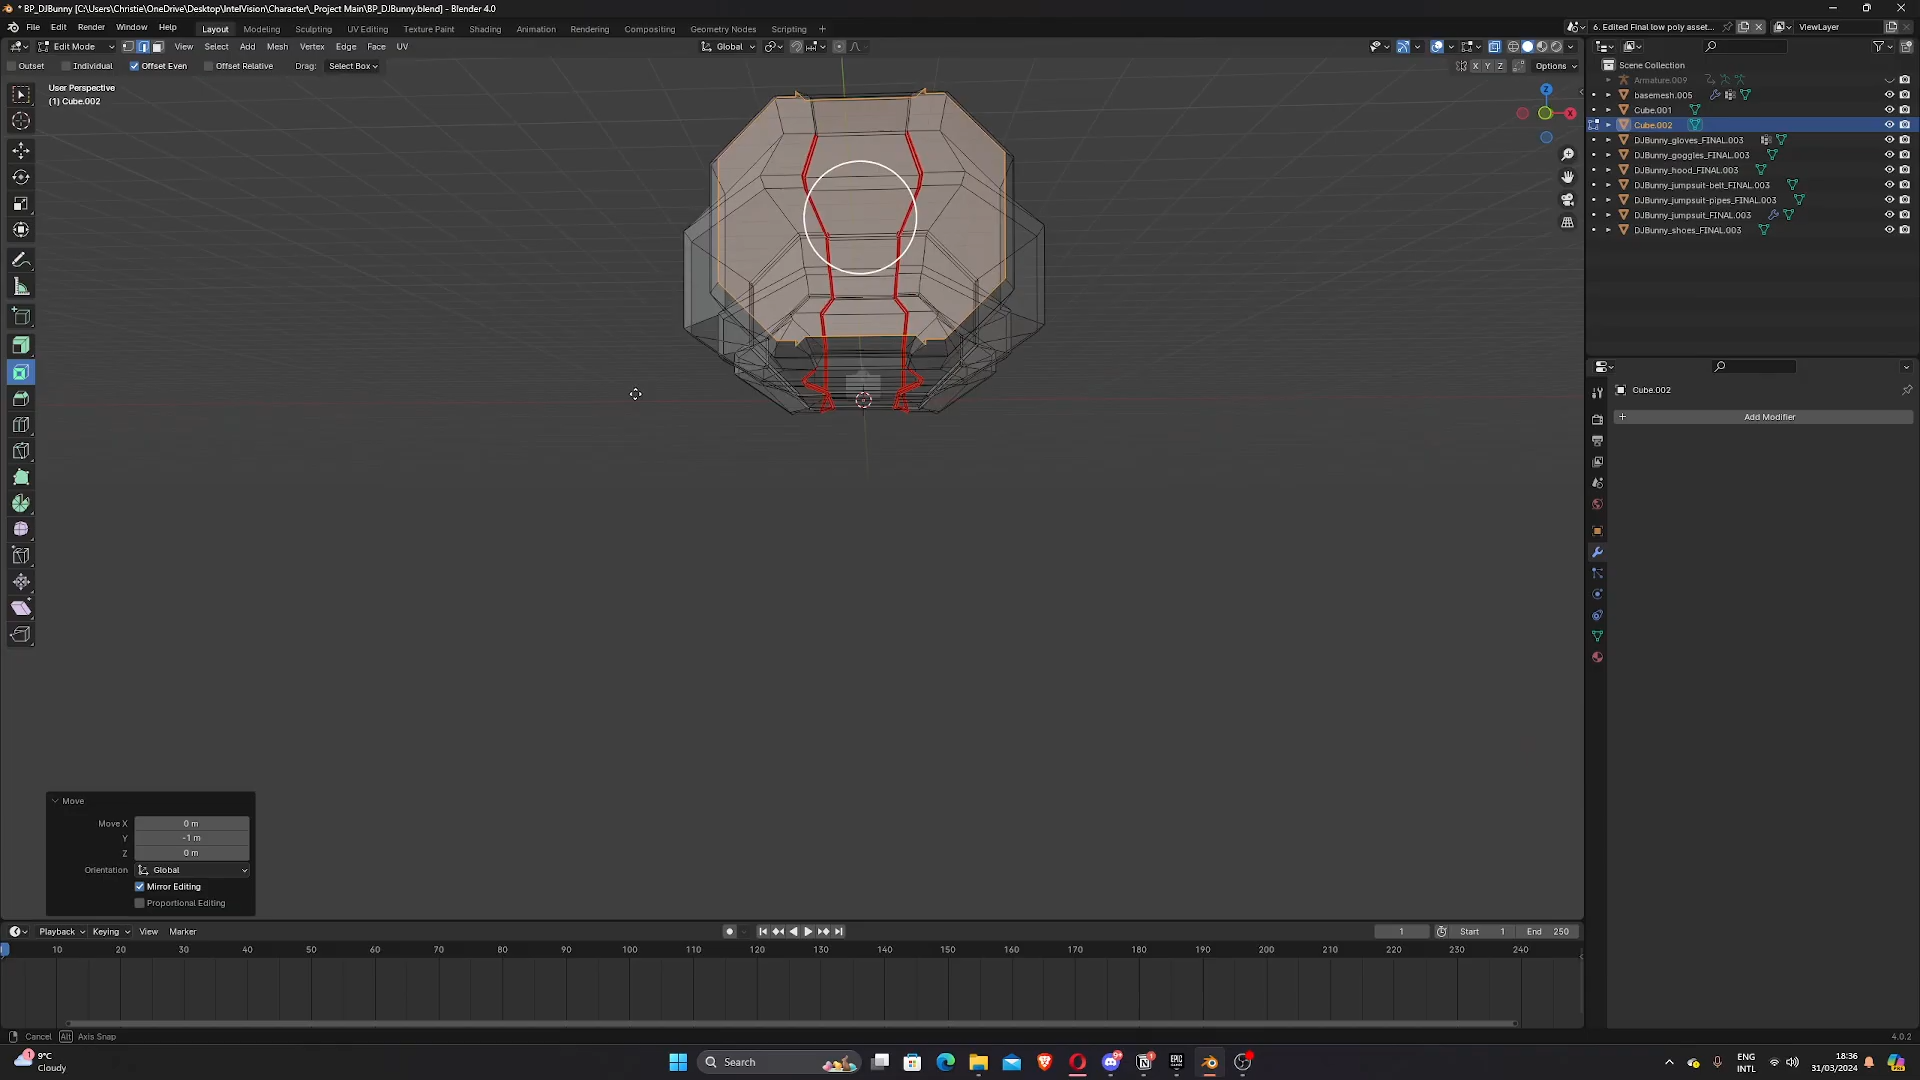 * BP_DJBunny [C:\Users\Christie\OneDrive\Desktop\IntelVision\Character\_Project Main\BP_DJBunny.blend] - Blender 4.0
File Edit Render Window Help Layout Modeling Sculpting UV Editing Texture Paint Shading Animation Rendering Compositing Geometry Nodes Scripting + 6. Edited Final low poly asset... ViewLayer
Edit Mode View Select Add Mesh Vertex Edge Face UV Global
Outset Individual Offset Even Offset Relative Drag: Select Box X Y Z Options
User Perspective
(1) Cube.002
Z
X
Scene Collection
Armature.009
basemesh.005
Cube.001
Cube.002
DJBunny_gloves_FINAL.003
DJBunny_goggles_FINAL.003
DJBunny_hood_FINAL.003
DJBunny_jumpsuit-belt_FINAL.003
DJBunny_jumpsuit-pipes_FINAL.003
DJBunny_jumpsuit_FINAL.003
DJBunny_shoes_FINAL.003
Cube.002
+ Add Modifier
Move
Move X 0 m
Y -1 m
Z 0 m
Orientation Global
Mirror Editing
Proportional Editing
Playback Keying View Marker 1 Start 1 End 250
10 20 30 40 50 60 70 80 90 100 110 120 130 140 150 160 170 180 190 200 210 220 230 240
Cancel Alt Axis Snap 4.0.2
1 9°C
Cloudy
Search
EPIC GAMES
ENG
INTL
18:36
31/03/2024